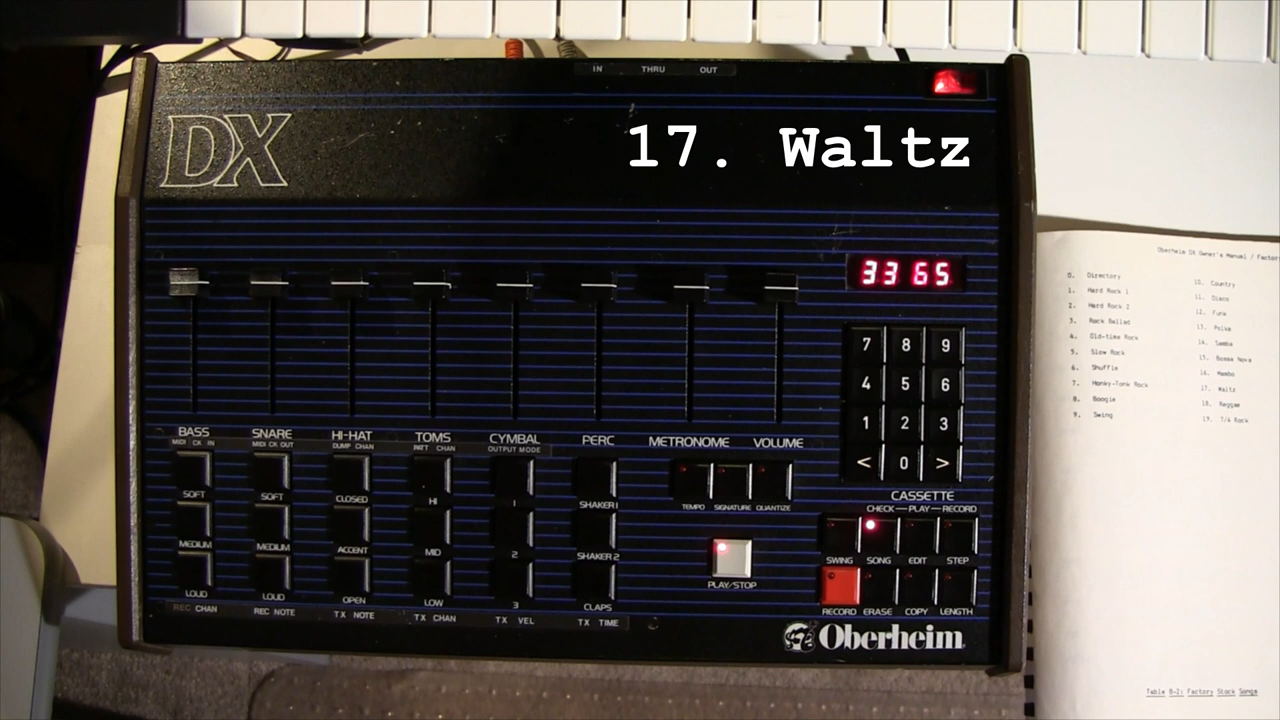 IN THRU OUT
DX
17. Waltz
33 65
7 8 9
4 5 6
1 2 3
< 0 >
BASS SNARE HI-HAT TOMS CYMBAL PERC METRONOME VOLUME
MIDI CK IN MIDI CK OUT DUMP CHAN PATT CHAN OUTPUT MODE
SOFT SOFT CLOSED HI 1 SHAKER 1
MEDIUM MEDIUM ACCENT MID 2 SHAKER 2
LOUD LOUD OPEN LOW 3 CLAPS
REC CHAN REC NOTE TX NOTE TX CHAN TX VEL TX TIME
TEMPO SIGNATURE QUANTIZE
PLAY/STOP
CASSETTE
CHECK—PLAY—RECORD
SWING SONG EDIT STEP
RECORD ERASE COPY LENGTH
Oberheim
Oberheim DX Owner's Manual / Factory
0. Directory
1. Hard Rock 1
2. Hard Rock 2
3. Rock Ballad
4. Old-time Rock
5. Slow Rock
6. Shuffle
7. Honky-Tonk Rock
8. Boogie
9. Swing
10. Country
11. Disco
12. Funk
13. Polka
14. Samba
15. Bossa Nova
16. Mambo
17. Waltz
18. Reggae
19. 7/4 Rock
Table B-2: Factory Stock Songs